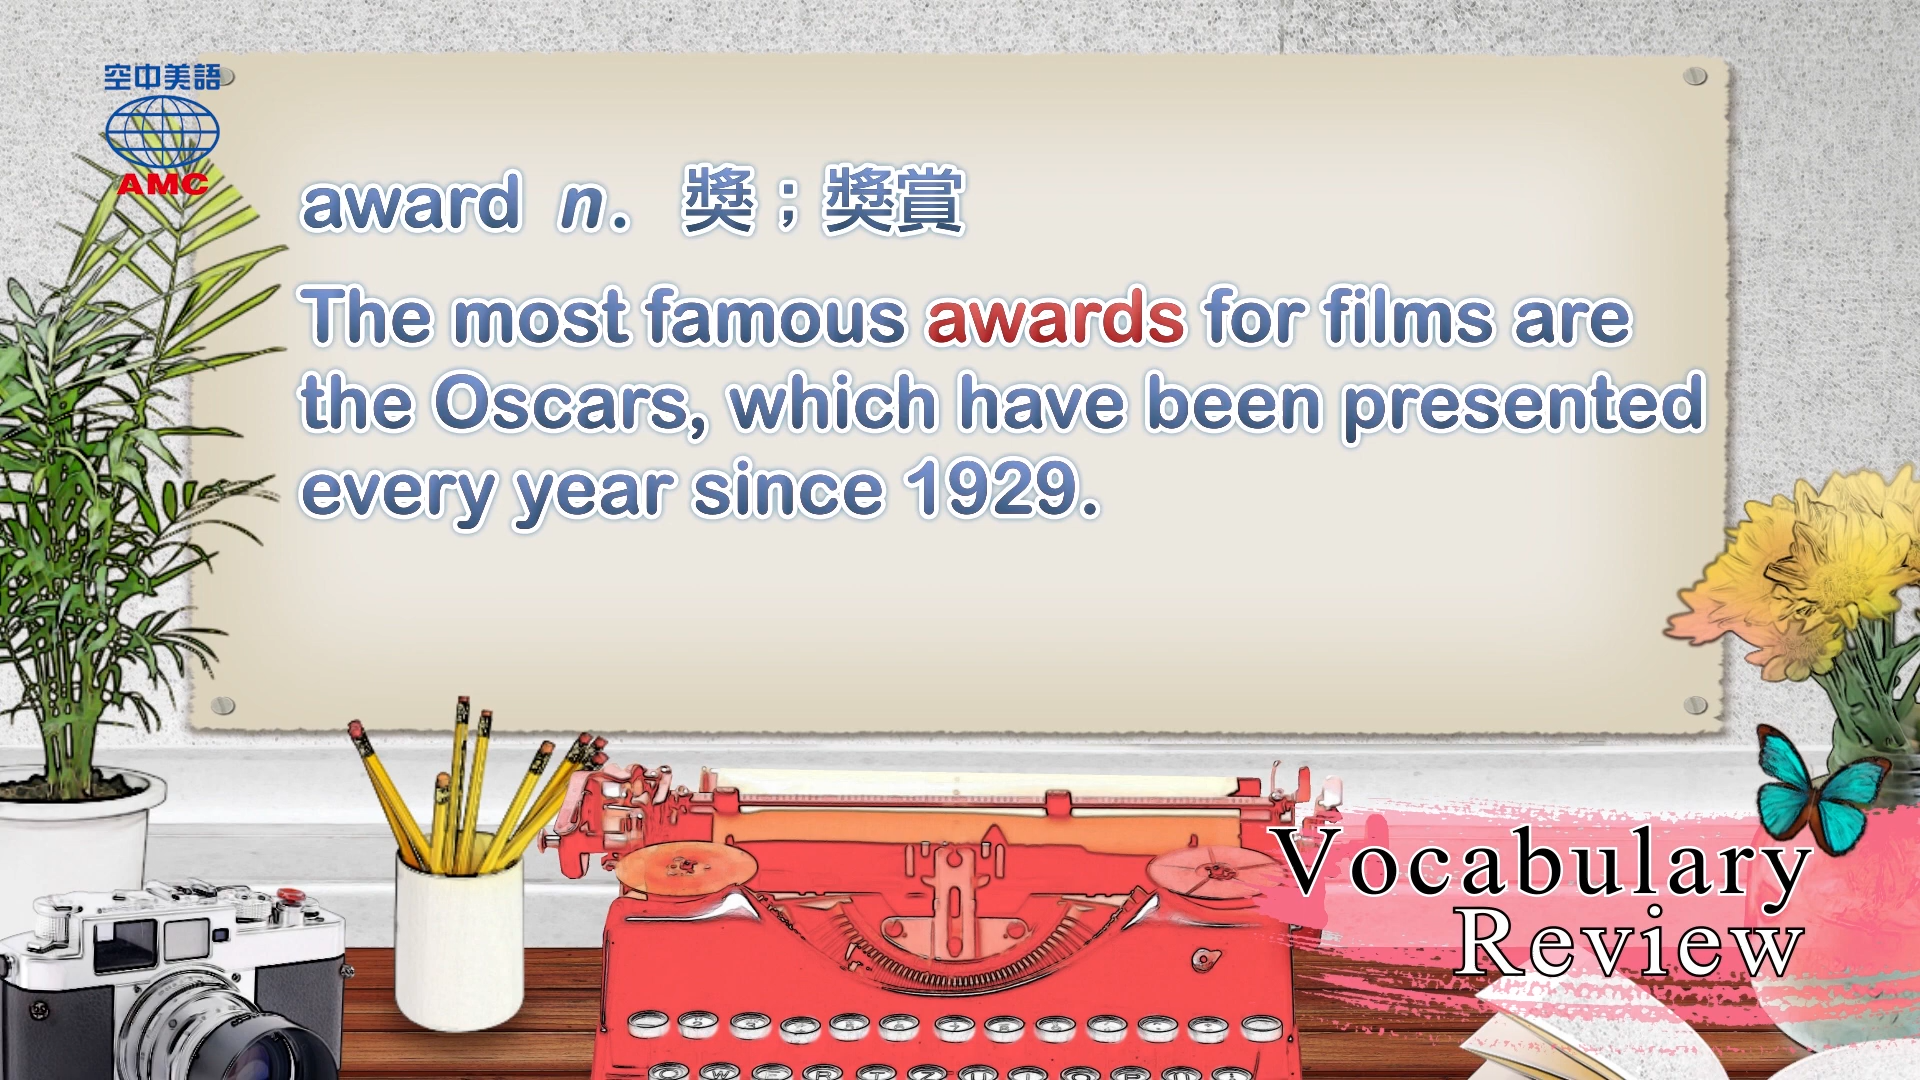 空中美語
AMC
award n. 獎；獎賞
The most famous awards for films are
the Oscars, which have been presented
every year since 1929.
Vocabulary
Review